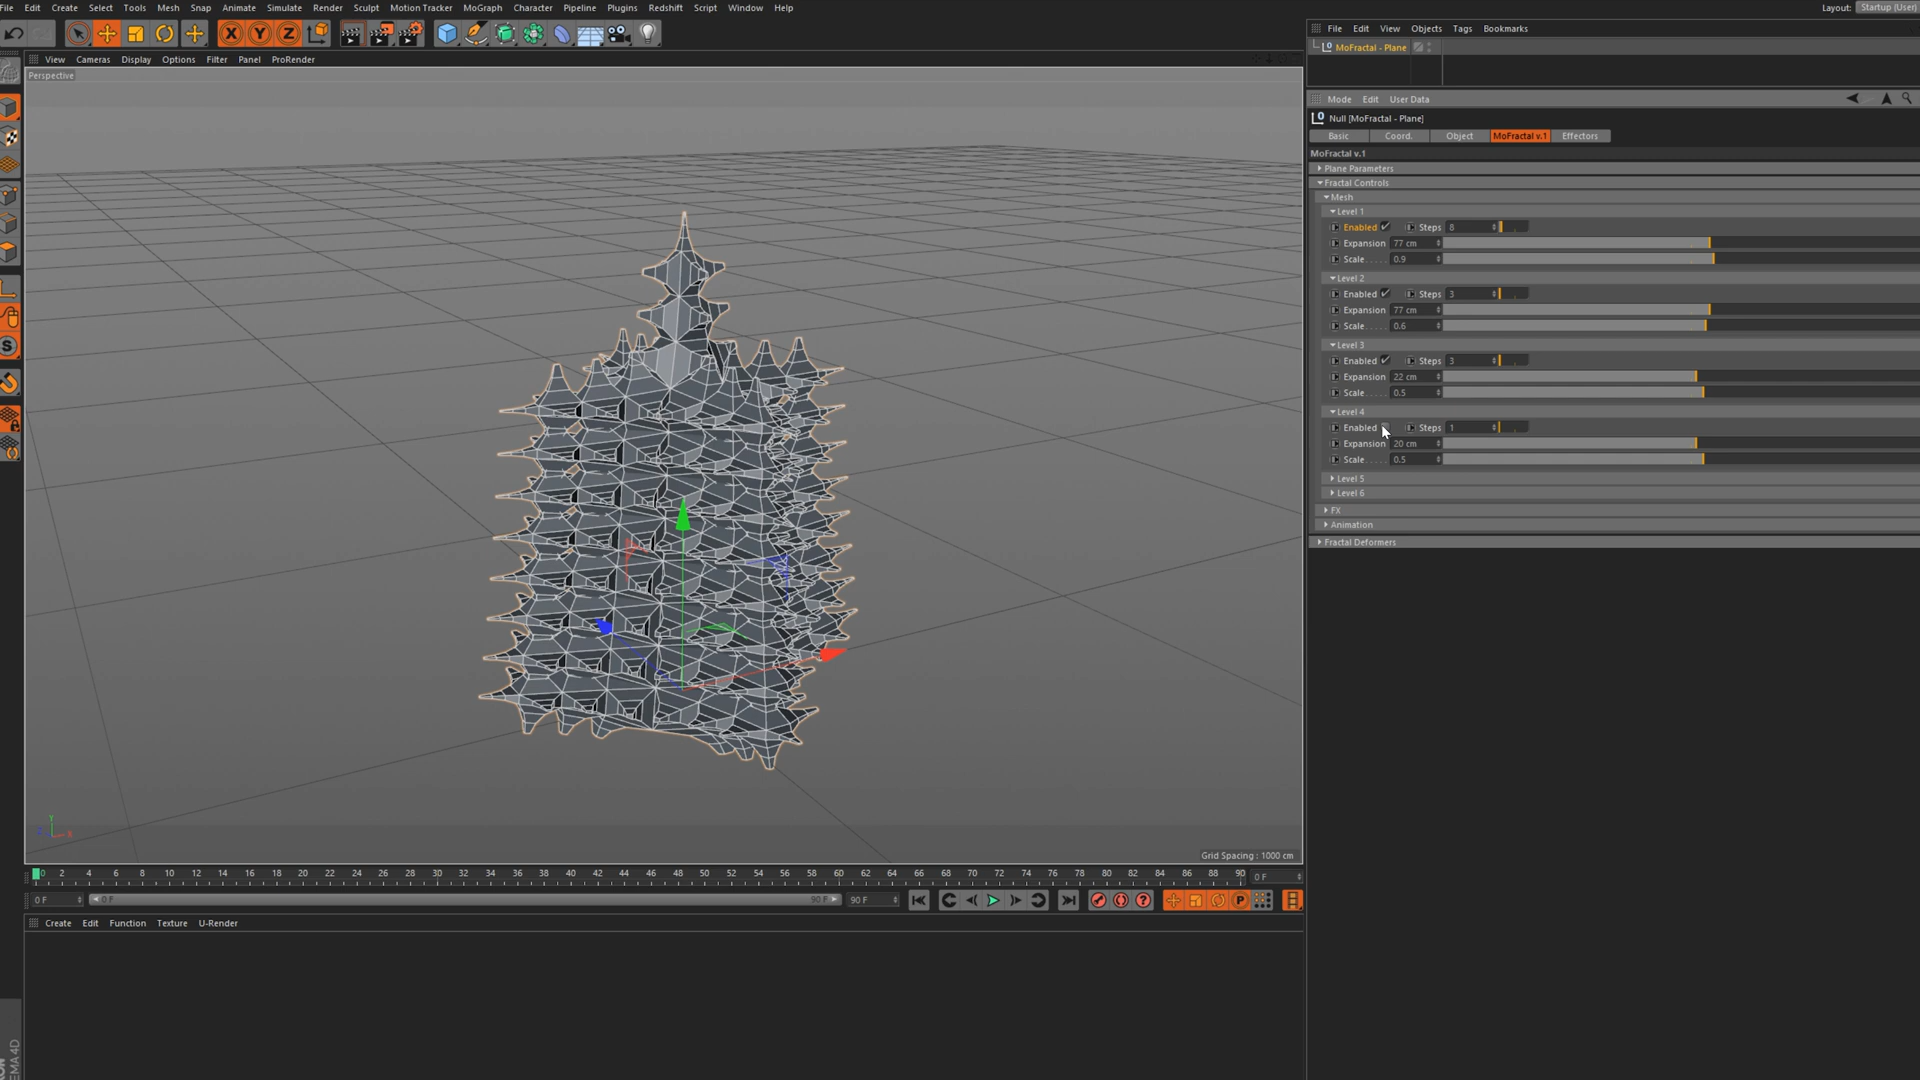 File Edit Create Select Tools Mesh Snap Animate Simulate Render Sculpt Motion Tracker MoGraph Character Pipeline Plugins Redshift Script Window Help
Layout: Startup (User)
X Y Z
File Edit View Objects Tags Bookmarks
MoFractal - Plane
View Cameras Display Options Filter Panel ProRender
Perspective
Mode Edit User Data
Null [MoFractal - Plane]
Basic Coord. Object MoFractal v.1 Effectors
MoFractal v.1
Plane Parameters
Fractal Controls
Mesh
Level 1
Enabled Steps 8
Expansion 77 cm
Scale 0.9
Level 2
Enabled Steps 3
Expansion 77 cm
Scale 0.6
Level 3
Enabled Steps 3
Expansion 22 cm
Scale 0.5
Level 4
Enabled Steps 1
Expansion 20 cm
Scale 0.5
Level 5
Level 6
FX
Animation
Fractal Deformers
S
Grid Spacing : 1000 cm
0 2 4 6 8 10 12 14 16 18 20 22 24 26 28 30 32 34 36 38 40 42 44 46 48 50 52 54 56 58 60 62 64 66 68 70 72 74 76 78 80 82 84 86 88 90 0 F
0 F 0 F 90 F 90 F P
Create Edit Function Texture U-Render
EMA 4D